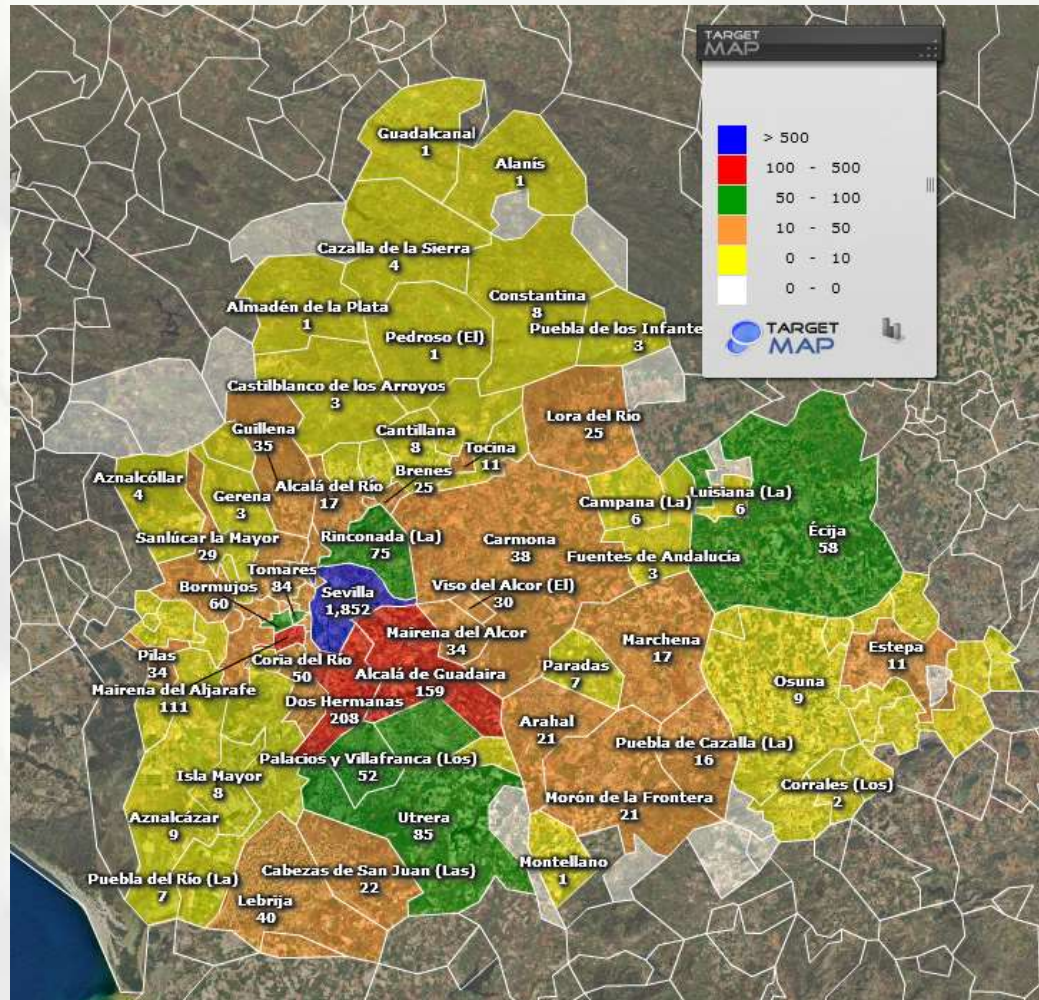 TARGET
MAP
> 500
100 - 500
50 - 100
10 - 50
0 - 10
0 - 0
TARGET
MAP
Guadalcanal
1
Alanís
1
Cazalla de la Sierra
4
Almadén de la Plata
1
Constantina
8
Pedroso (El)
1
Puebla de los Infante
3
Castilblanco de los Arroyos
3
Lora del Río
25
Guillena
35
Cantillana
8
Tocina
11
Brenes
25
Aznalcóllar
4
Gerena
3
Alcalá del Río
17
Campana (La)
6
Luisiana (La)
6
Sanlúcar la Mayor
29
Rinconada (La)
75
Carmona
38
Écija
58
Fuentes de Andalucía
3
Tomares
84
Bormujos
60
Sevilla
1,852
Viso del Alcor (El)
30
Mairena del Alcor
34
Marchena
17
Pilas
34
Coria del Río
50
Alcalá de Guadaira
159
Paradas
7
Osuna
9
Estepa
11
Mairena del Aljarafe
111
Dos Hermanas
208
Arahal
21
Puebla de Cazalla (La)
16
Palacios y Villafranca (Los)
52
Isla Mayor
8
Corrales (Los)
2
Morón de la Frontera
21
Aznalcázar
9
Utrera
85
Montellano
1
Puebla del Río (La)
7
Cabezas de San Juan (Las)
22
Lebrija
40